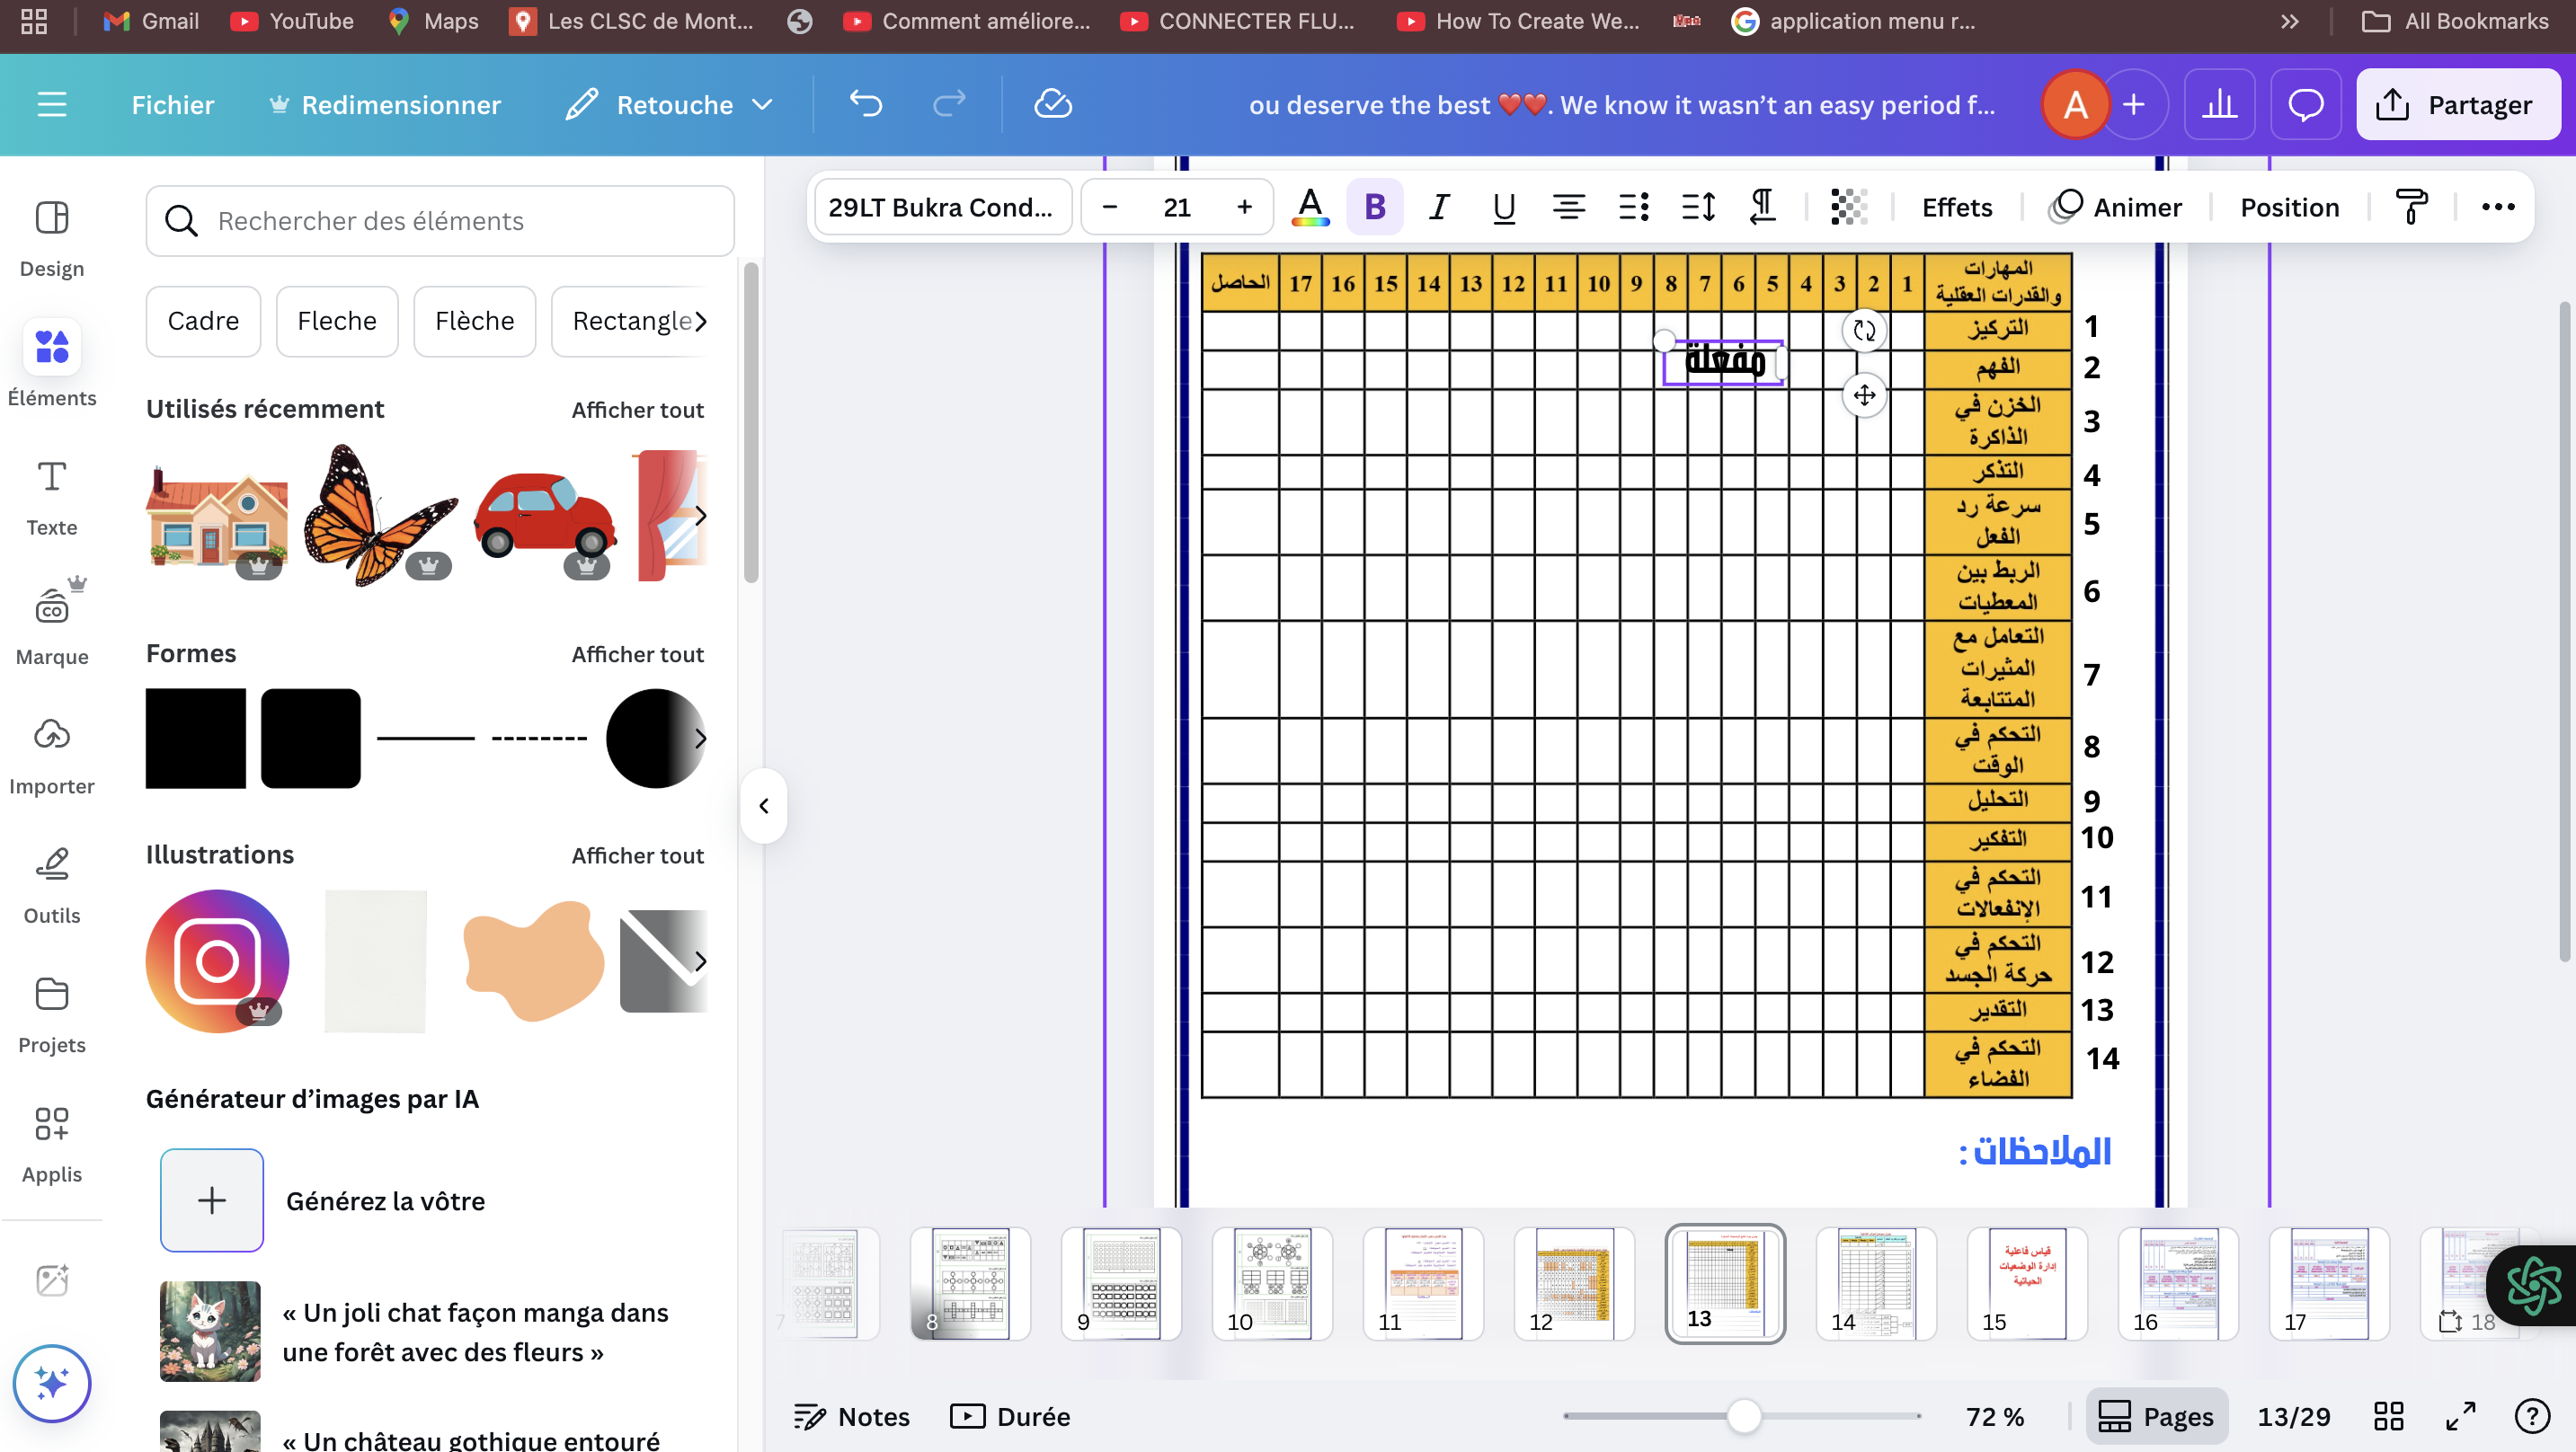 Gmail
YouTube
Maps
Les CLSC de Mont...
Comment améliore...
CONNECTER FLU...
How To Create We...
application menu r...
All Bookmarks
Fichier
Redimensionner
Retouche
ou deserve the best ❤️❤️. We know it wasn't an easy period f...
A
Partager
Rechercher des éléments
29LT Bukra Cond...
21
Effets
Animer
Position
Design
Éléments
Texte
Marque
Importer
Outils
Projets
Applis
Cadre
Fleche
Flèche
Rectangle
Utilisés récemment
Afficher tout
Formes
Afficher tout
Illustrations
Afficher tout
Générateur d'images par IA
Générez la vôtre
« Un joli chat façon manga dans
une forêt avec des fleurs »
« Un château gothique entouré
المهارات
والقدرات العقلية
1 2 3 4 5 6 7 8 9 10 11 12 13 14 15 16 17 الحاصل
1 التركيز
مفعلة
2 الفهم
3 الخزن في
الذاكرة
4 التذكر
5 سرعة رد
الفعل
6 الربط بين
المعطيات
7 التعامل مع
المثيرات
المتتابعة
8 التحكم في
الوقت
9 التحليل
10 التفكير
11 التحكم في
الإنفعالات
12 التحكم في
حركة الجسد
13 التقدير
14 التحكم في
الفضاء
الملاحظات :
قياس فاعلية
إدارة الوضعيات
الحياتية
7 8 9 10 11 12 13 14 15 16 17 18
Notes
Durée
72 %
Pages
13/29